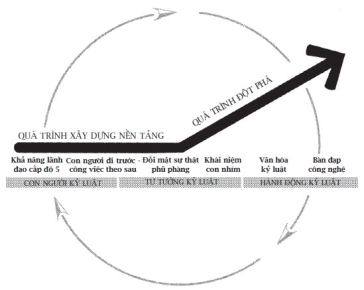 QUÁ TRÌNH ĐỘT PHÁ
QUÁ TRÌNH XÂY DỰNG NỀN TẢNG
Khả năng lãnh đạo cấp độ 5
Con người đi trước - công việc theo sau
Đối mặt sự thật phũ phàng
Khái niệm con nhím
Văn hóa kỷ luật
Bàn đạp công nghệ
CON NGƯỜI KỶ LUẬT
TƯ TƯỞNG KỶ LUẬT
HÀNH ĐỘNG KỶ LUẬT